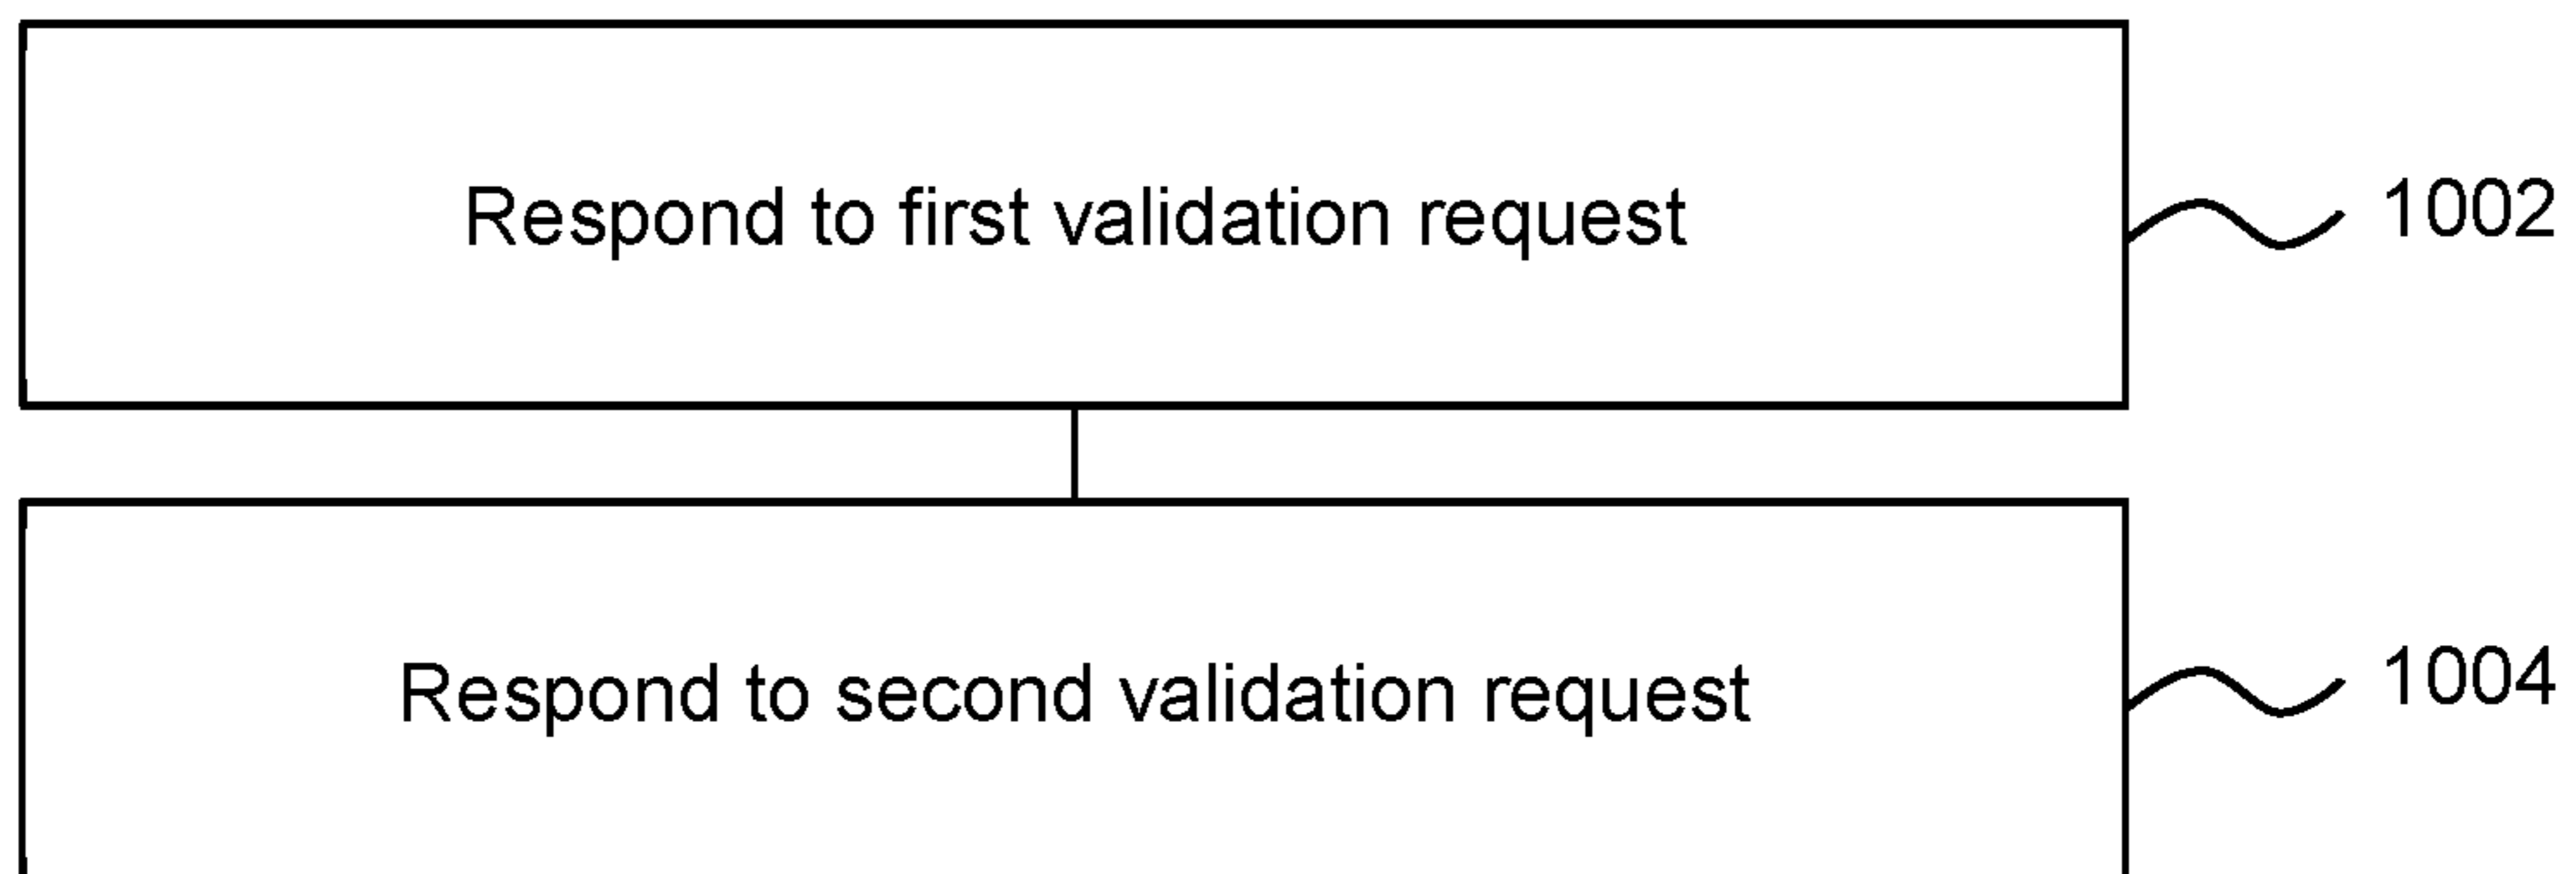 Respond to first validation request
1002
Respond to second validation request
1004